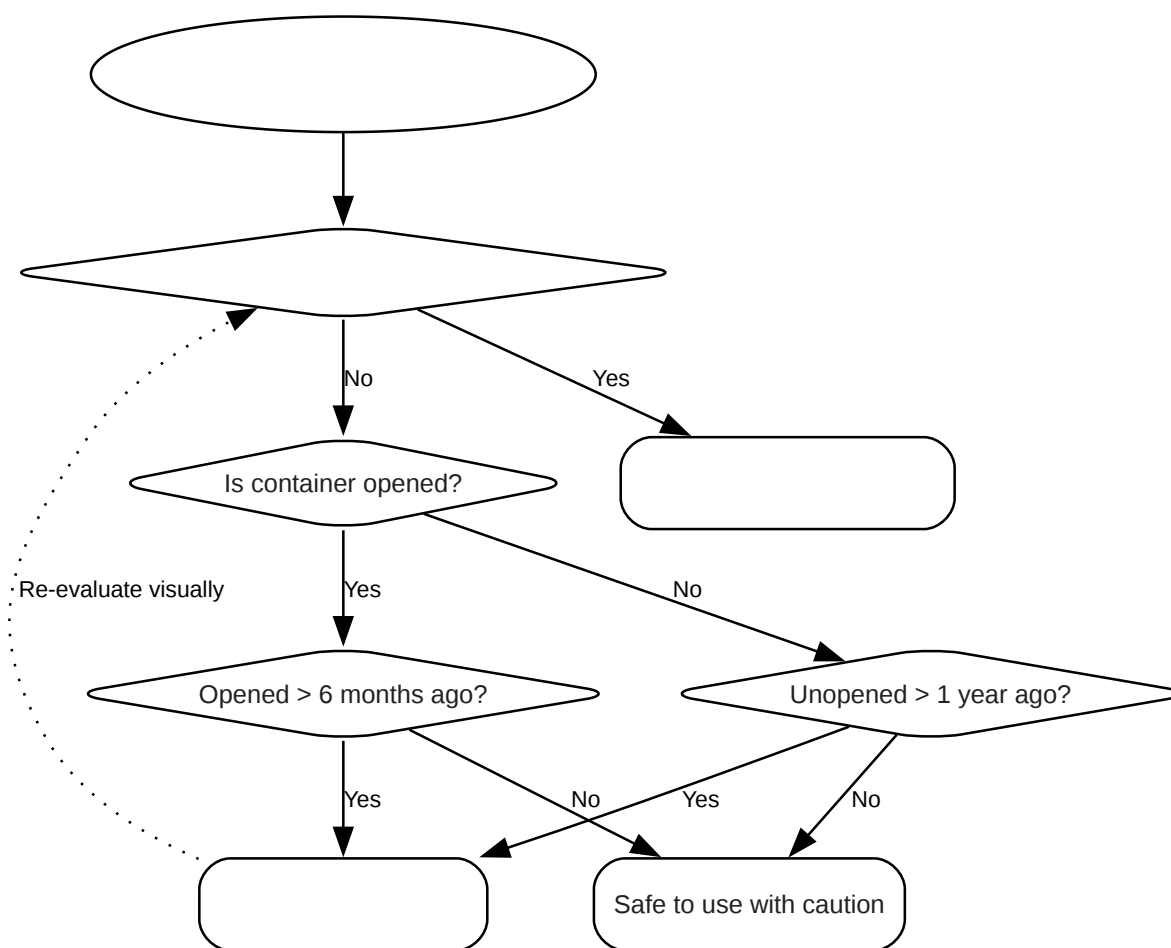 No
Yes
Is container opened?
Re-evaluate visually
Yes
No
Opened > 6 months ago?
Unopened > 1 year ago?
Yes
No
Yes
No
Safe to use with caution